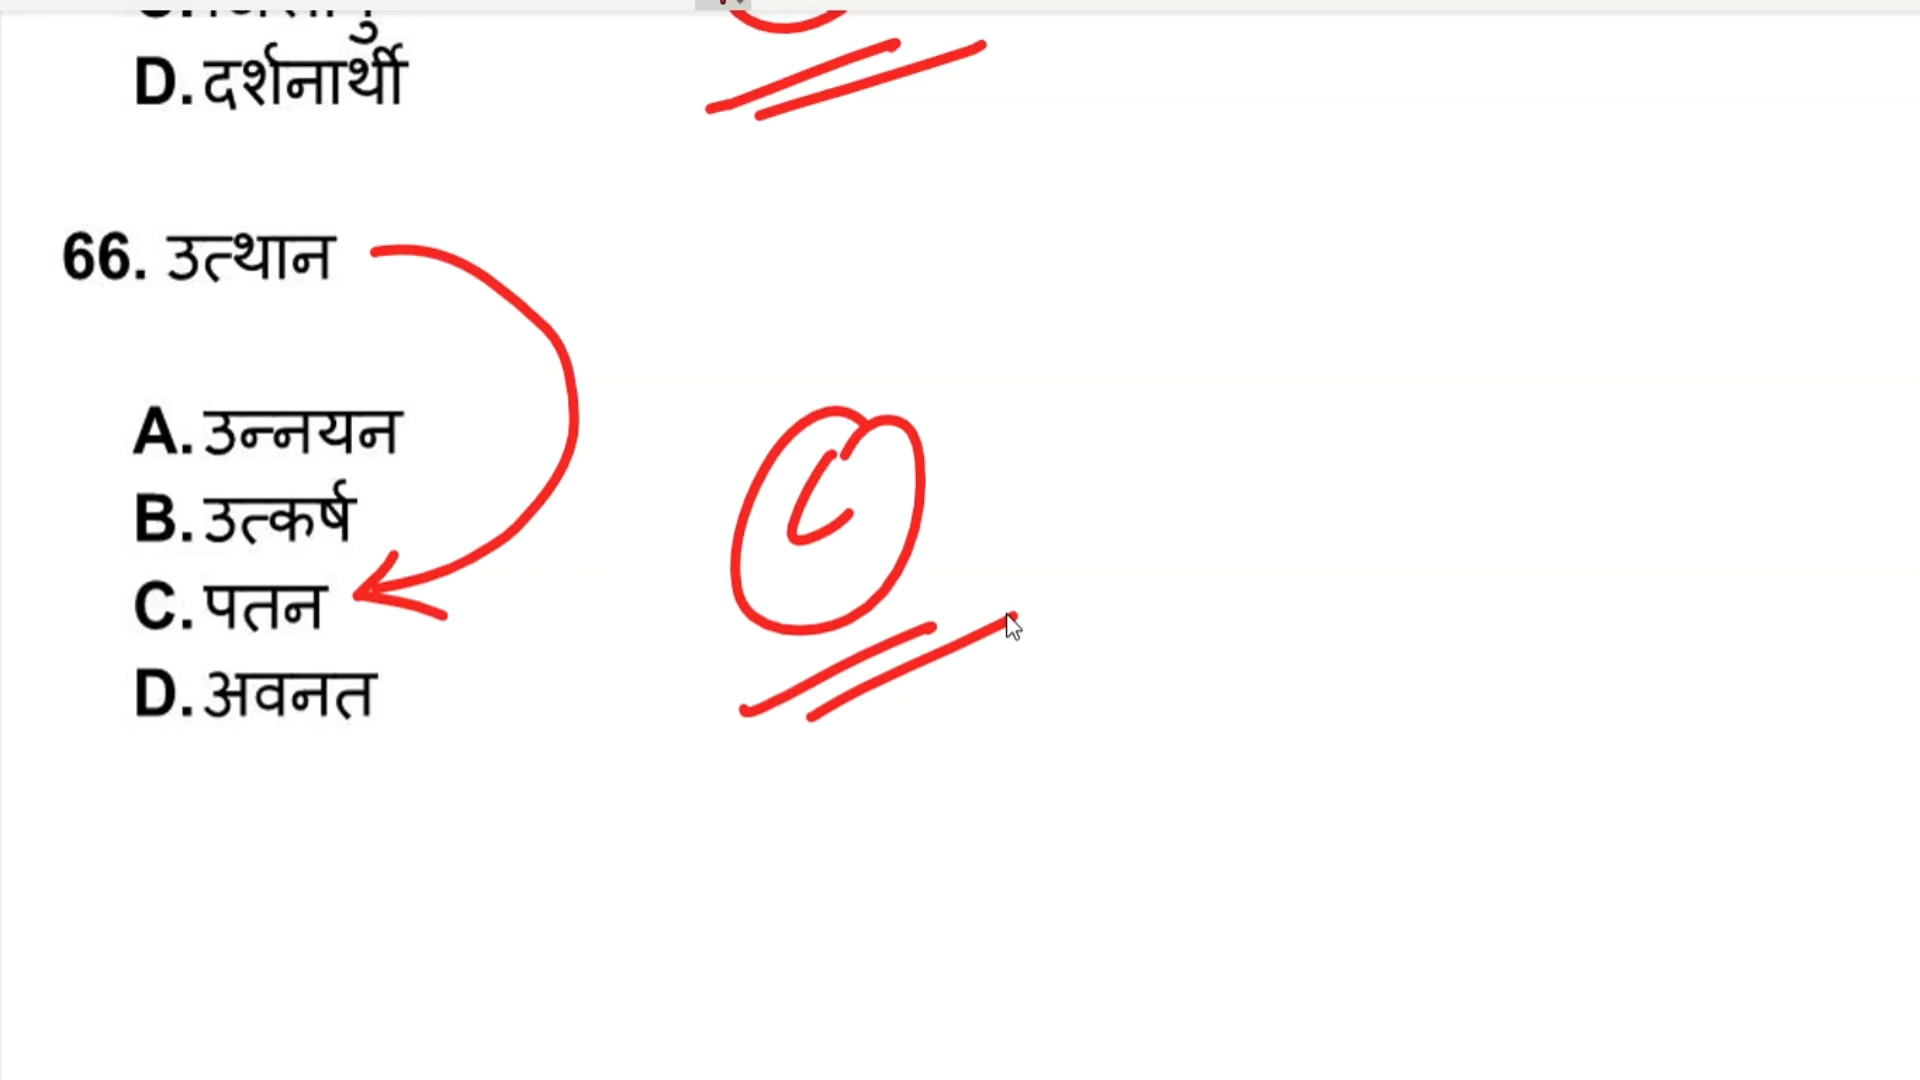 D. दर्शनार्थी
66. उत्थान
A. उन्नयन
B. उत्कर्ष
C. पतन
D. अवनत
C